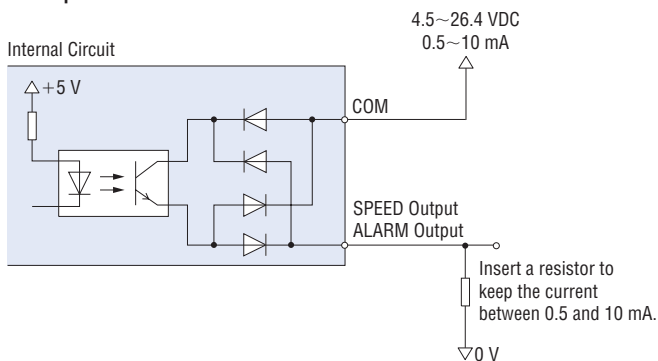 4.5～26.4 VDC
0.5～10 mA
Internal Circuit
+5 V
COM
SPEED Output
ALARM Output
Insert a resistor to
keep the current
between 0.5 and 10 mA.
0 V